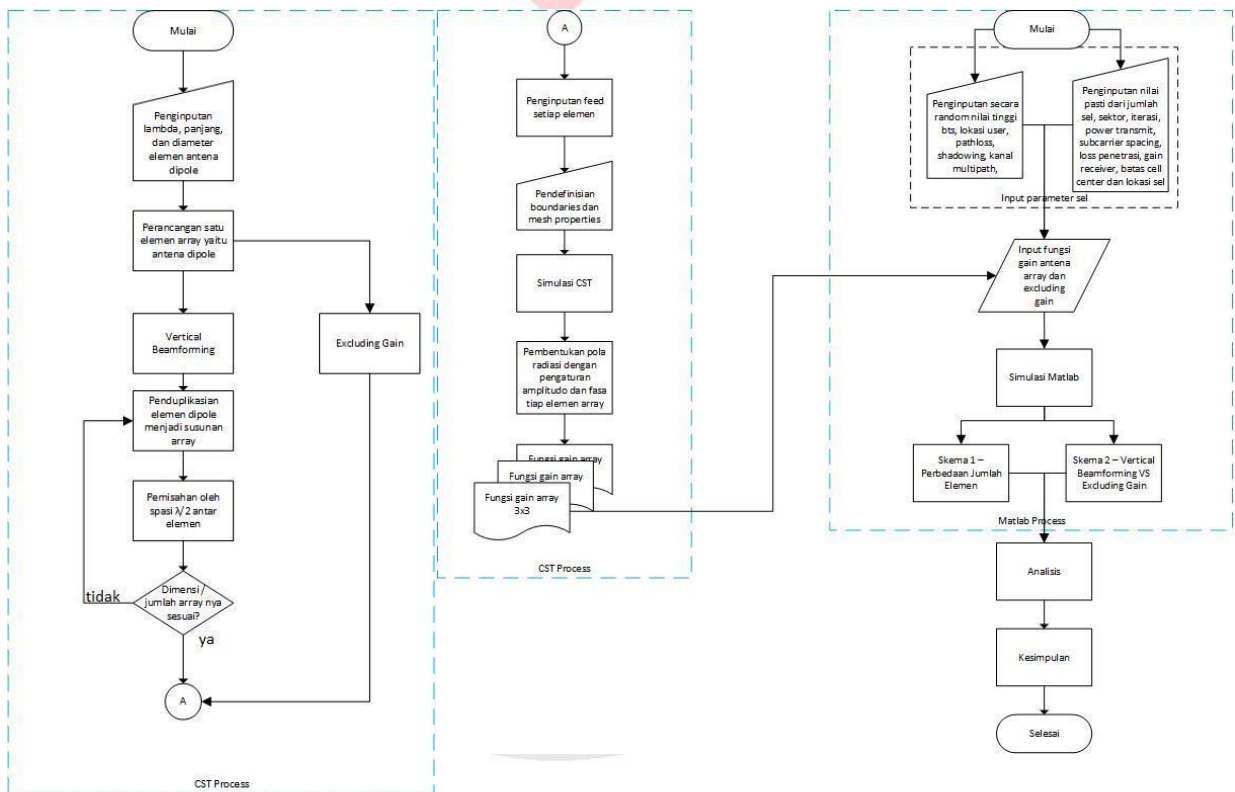 Mulai
Penginputan
lambda, panjang,
dan diameter
elemen antena
dipole
Perancangan satu
elemen array yaitu
antena dipole
Vertical
Beamforming
Excluding Gain
Penduplikasian
elemen dipole
menjadi susunan
array
Pemisahan oleh
spasi λ/2 antar
elemen
Dimensi /
jumlah array nya
sesuai?
tidak
ya
A
CST Process
A
Penginputan feed
setiap elemen
Pendefinisian
boundaries dan
mesh properties
Simulasi CST
Pembentukan pola
radiasi dengan
pengaturan
amplitudo dan fasa
tiap elemen array
Fungsi gain array
Fungsi gain array
Fungsi gain array
3x3
CST Process
Mulai
Penginputan secara
random nilai tinggi
bts, lokasi user,
pathloss,
shadowing, kanal
multipath,
Penginputan nilai
pasti dari jumlah
sel, sektor, iterasi,
power transmit,
subcarrier spacing,
loss penetrasi, gain
receiver, batas cell
center dan lokasi sel
Input parameter sel
Input fungsi
gain antena
array dan
excluding
gain
Simulasi Matlab
Skema 1 –
Perbedaan Jumlah
Elemen
Skema 2 – Vertical
Beamforming VS
Excluding Gain
Matlab Process
Analisis
Kesimpulan
Selesai